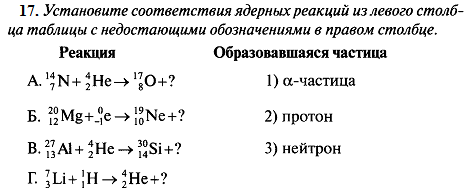 17. Установите соответствия ядерных реакций из левого столб-
ца таблицы с недостающими обозначениями в правом столбце.
Реакция Образовавшаяся частица
А. ¹⁴₇N + ⁴₂He → ¹⁷₈O + ? 1) α-частица
Б. ²⁰₁₂Mg + ⁰₋₁e → ¹⁹₁₀Ne + ? 2) протон
В. ²⁷₁₃Al + ⁴₂He → ³⁰₁₄Si + ? 3) нейтрон
Г. ⁷₃Li + ¹₁H → ⁴₂He + ?